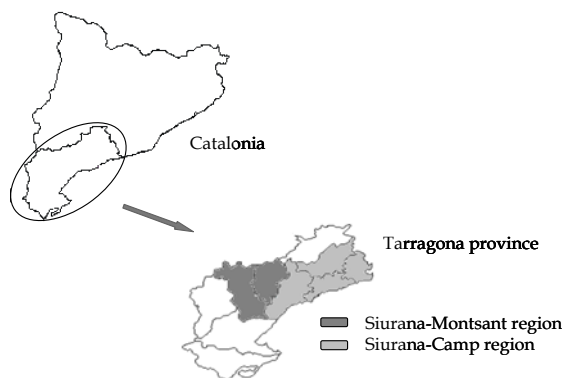 Catalonia
Tarragona province
Siurana-Montsant region
Siurana-Camp region